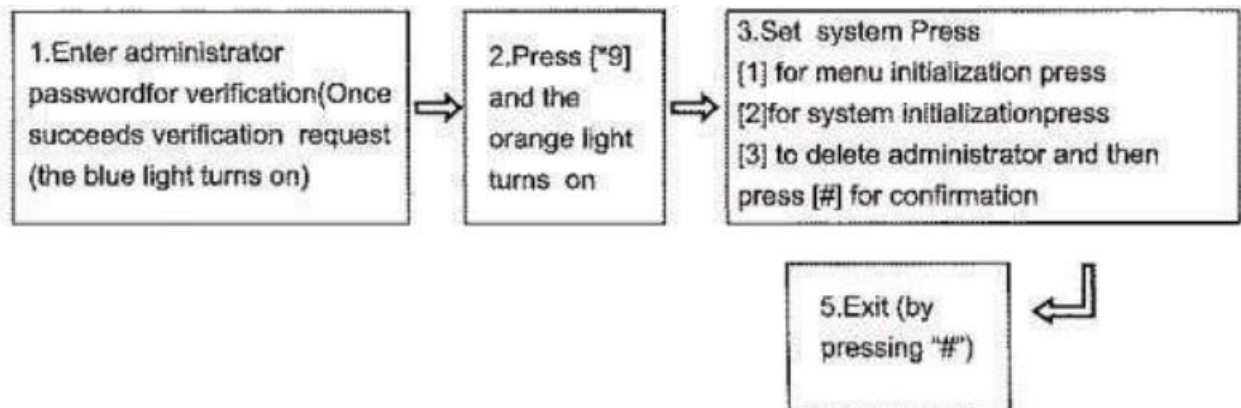 1.Enter administrator
passwordfor verification(Once
succeeds verification request
(the blue light turns on)
2,Press [*9]
and the
orange light
turns on
3.Set system Press
[1] for menu initialization press
[2]for system initializationpress
[3] to delete administrator and then
press [#] for confirmation
5.Exit (by
pressing "#")